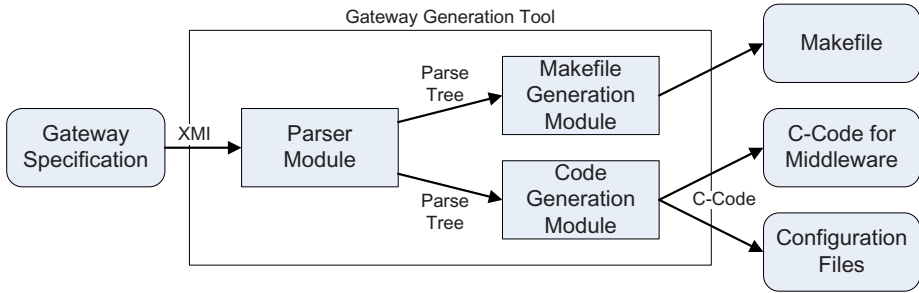 Gateway Generation Tool
Makefile
Parse
Tree
Makefile
Generation
Module
Gateway
Specification
XMI
Parser
Module
C-Code for
Middleware
Parse
Tree
Code
Generation
Module
C-Code
Configuration
Files